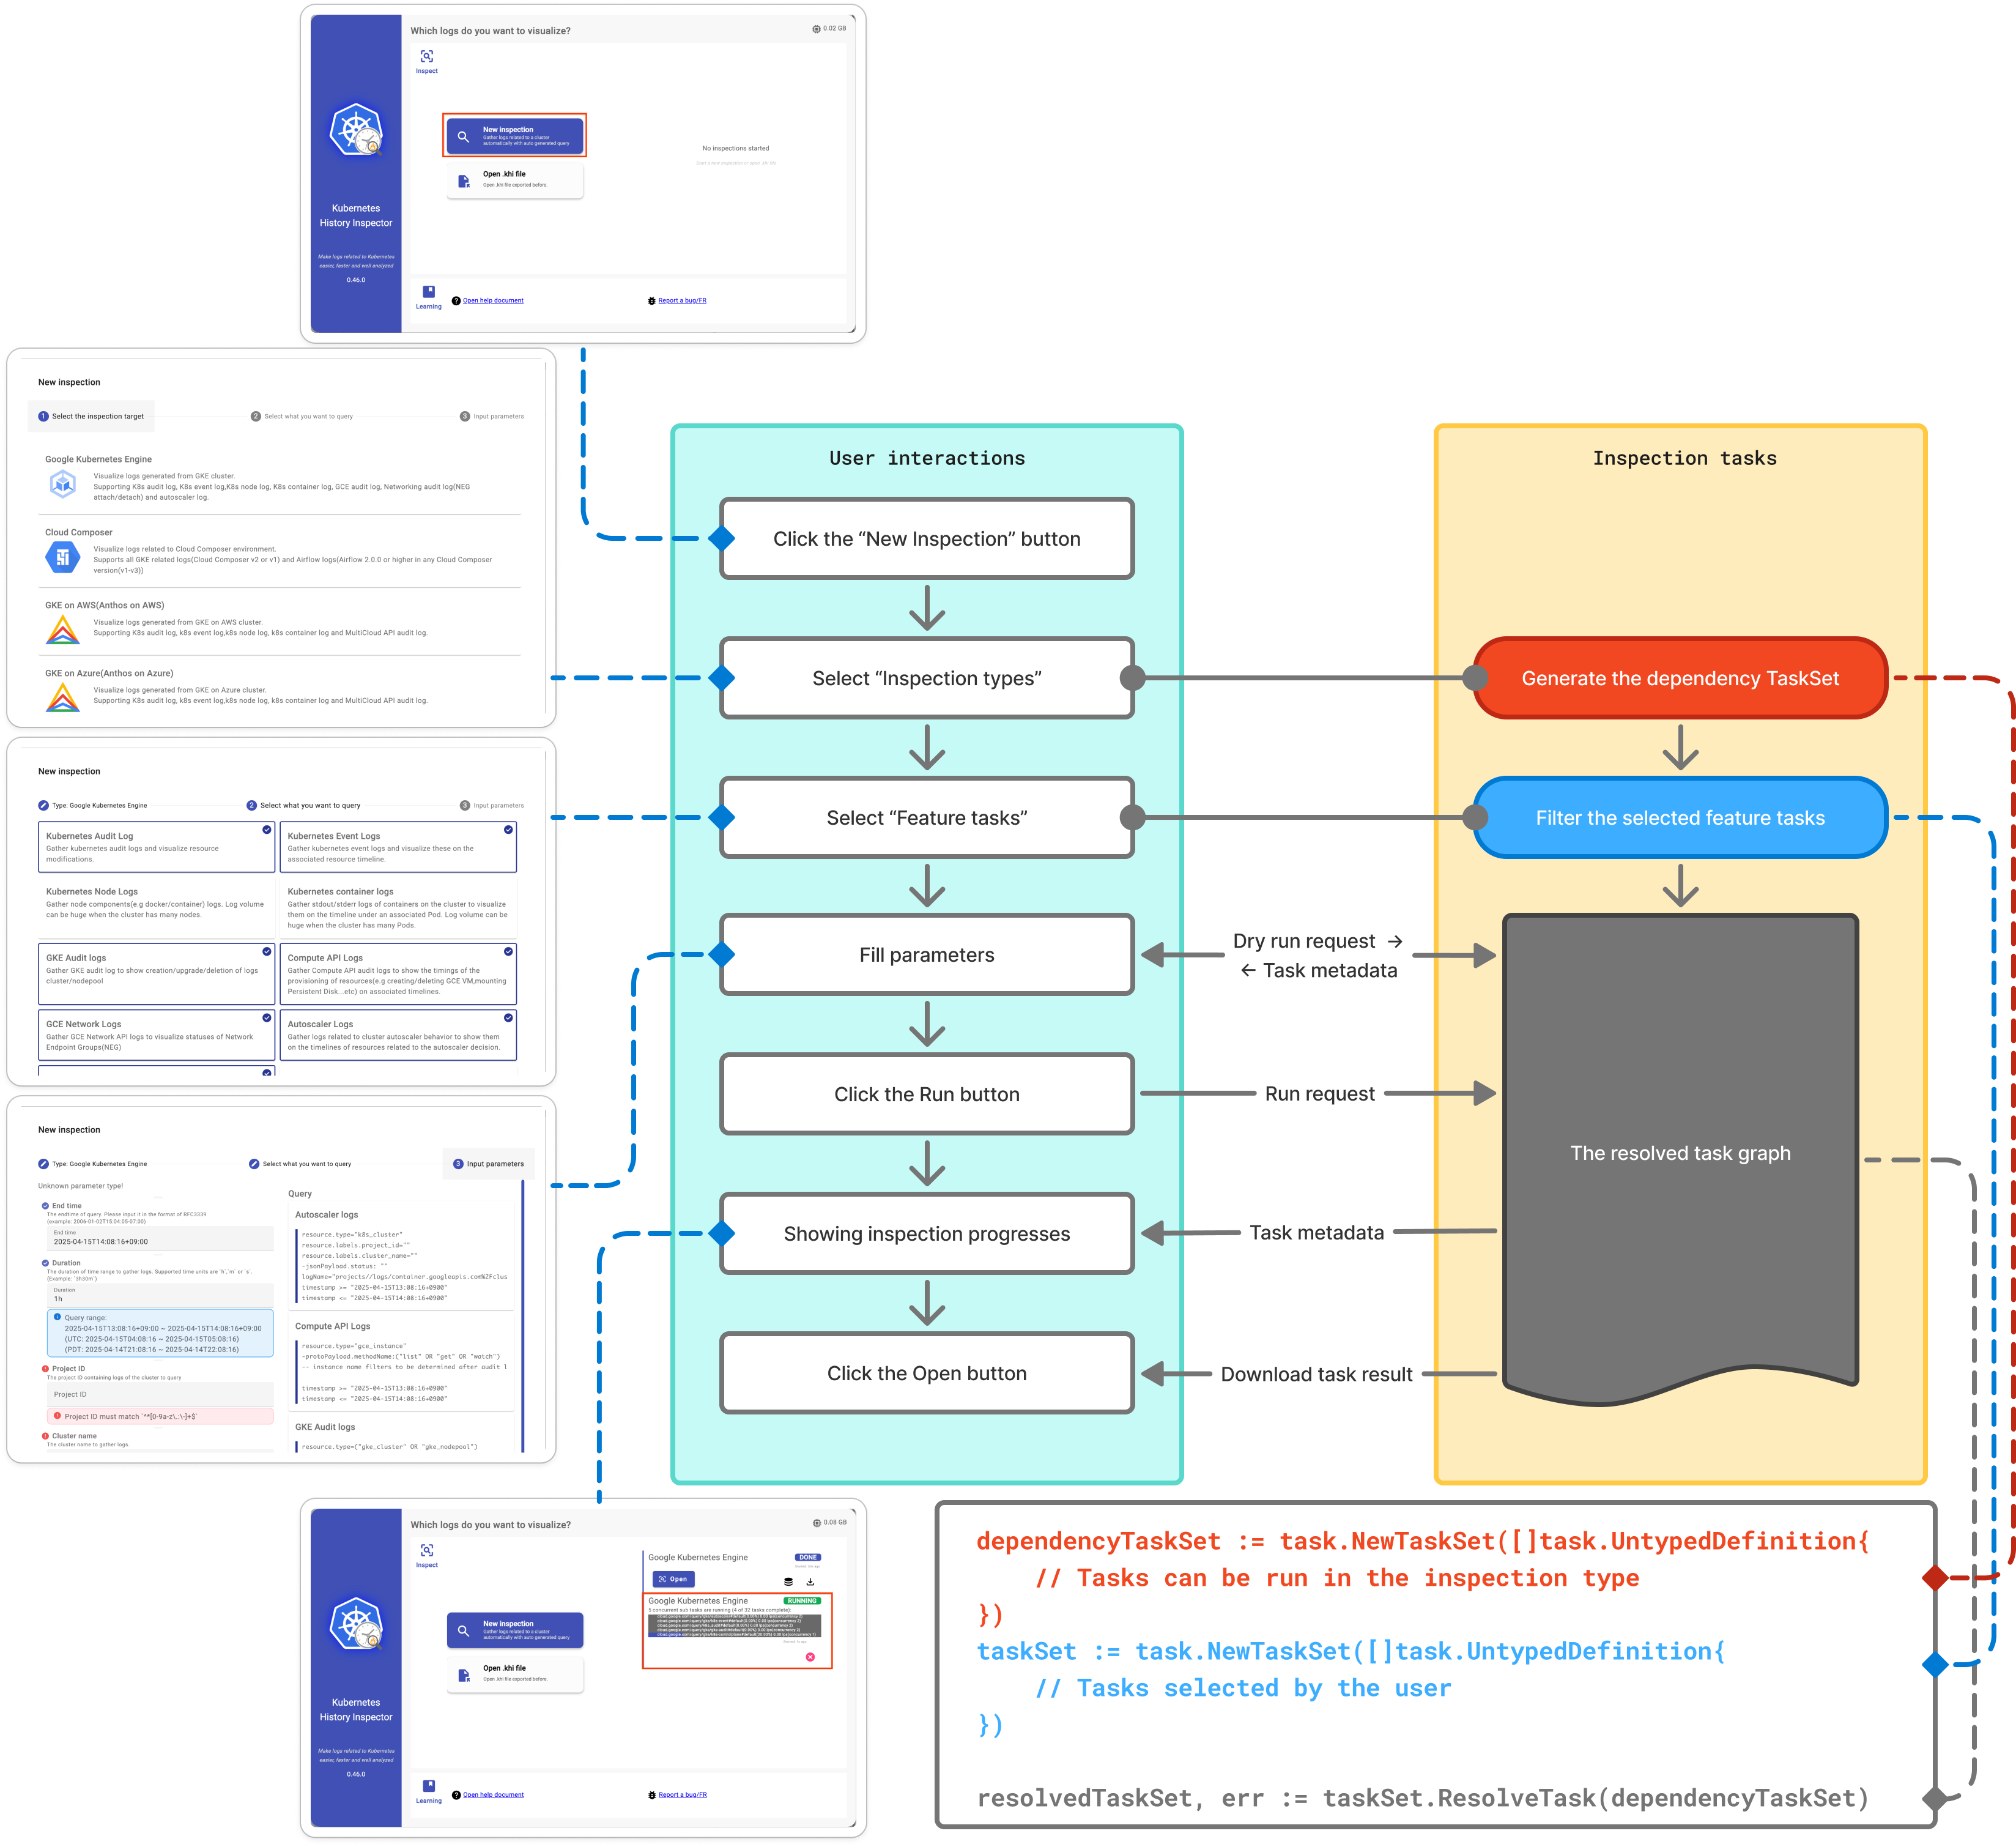 Which logs do you want to visualize?
0.02 GB
Inspect
New inspection
Gather logs related to a cluster
automatically with auto generated query
Open .khi file
Open .khi file exported before.
No inspections started
Start a new inspection or open .khi file
Kubernetes
History Inspector
Make logs related to Kubernetes
easier, faster and well analyzed
0.46.0
Learning
Open help document
Report a bug/FR
New inspection
1 Select the inspection target
2 Select what you want to query
3 Input parameters
Google Kubernetes Engine
Visualize logs generated from GKE cluster.
Supporting K8s audit log, K8s event log,K8s node log, K8s container log, GCE audit log, Networking audit log(NEG
attach/detach) and autoscaler log.
Cloud Composer
Visualize logs related to Cloud Composer environment.
Supports all GKE related logs(Cloud Composer v2 or v1) and Airflow logs(Airflow 2.0.0 or higher in any Cloud Composer
version(v1-v3))
GKE on AWS(Anthos on AWS)
Visualize logs generated from GKE on AWS cluster.
Supporting K8s audit log, k8s event log,k8s node log, k8s container log and MultiCloud API audit log.
GKE on Azure(Anthos on Azure)
Visualize logs generated from GKE on Azure cluster.
Supporting K8s audit log, k8s event log,k8s node log, k8s container log and MultiCloud API audit log.
New inspection
Type: Google Kubernetes Engine
2 Select what you want to query
3 Input parameters
Kubernetes Audit Log
Gather kubernetes audit logs and visualize resource
modifications.
Kubernetes Event Logs
Gather kubernetes event logs and visualize these on the
associated resource timeline.
Kubernetes Node Logs
Gather node components(e.g docker/container) logs. Log volume
can be huge when the cluster has many nodes.
Kubernetes container logs
Gather stdout/stderr logs of containers on the cluster to visualize
them on the timeline under an associated Pod. Log volume can be
huge when the cluster has many Pods.
GKE Audit logs
Gather GKE audit log to show creation/upgrade/deletion of logs
cluster/nodepool
Compute API Logs
Gather Compute API audit logs to show the timings of the
provisioning of resources(e.g creating/deleting GCE VM,mounting
Persistent Disk...etc) on associated timelines.
GCE Network Logs
Gather GCE Network API logs to visualize statuses of Network
Endpoint Groups(NEG)
Autoscaler Logs
Gather logs related to cluster autoscaler behavior to show them
on the timelines of resources related to the autoscaler decision.
New inspection
Type: Google Kubernetes Engine
Select what you want to query
3 Input parameters
Unknown parameter type!
End time
The endtime of query. Please input it in the format of RFC3339
(example: 2006-01-02T15:04:05-07:00)
End time
2025-04-15T14:08:16+09:00
Duration
The duration of time range to gather logs. Supported time units are `h`,`m` or `s`.
(Example: `3h30m`)
Duration
1h
Query range:
2025-04-15T13:08:16+09:00 ~ 2025-04-15T14:08:16+09:00
(UTC: 2025-04-15T04:08:16 ~ 2025-04-15T05:08:16)
(PDT: 2025-04-14T21:08:16 ~ 2025-04-14T22:08:16)
Project ID
The project ID containing logs of the cluster to query
Project ID
Project ID must match `^*[0-9a-z\.:\-]+$`
Cluster name
The cluster name to gather logs.
Query
Autoscaler logs
resource.type="k8s_cluster"
resource.labels.project_id=""
resource.labels.cluster_name=""
-jsonPayload.status: ""
logName="projects//logs/container.googleapis.com%2Fclus
timestamp >= "2025-04-15T13:08:16+0900"
timestamp <= "2025-04-15T14:08:16+0900"
Compute API Logs
resource.type="gce_instance"
-protoPayload.methodName:("list" OR "get" OR "watch")
-- instance name filters to be determined after audit l
timestamp >= "2025-04-15T13:08:16+0900"
timestamp <= "2025-04-15T14:08:16+0900"
GKE Audit logs
resource.type=("gke_cluster" OR "gke_nodepool")
User interactions
Click the “New Inspection” button
Select “Inspection types”
Select “Feature tasks”
Fill parameters
Click the Run button
Showing inspection progresses
Click the Open button
Dry run request →
← Task metadata
Run request
Task metadata
Download task result
Inspection tasks
Generate the dependency TaskSet
Filter the selected feature tasks
The resolved task graph
Which logs do you want to visualize?
0.08 GB
Inspect
New inspection
Gather logs related to a cluster
automatically with auto generated query
Open .khi file
Open .khi file exported before.
Google Kubernetes Engine
DONE
Open
Google Kubernetes Engine
RUNNING
5 concurrent sub tasks are running (4 of 32 tasks complete):
Kubernetes
History Inspector
Make logs related to Kubernetes
easier, faster and well analyzed
0.46.0
Learning
Open help document
Report a bug/FR
dependencyTaskSet := task.NewTaskSet([]task.UntypedDefinition{
// Tasks can be run in the inspection type
})
taskSet := task.NewTaskSet([]task.UntypedDefinition{
// Tasks selected by the user
})
resolvedTaskSet, err := taskSet.ResolveTask(dependencyTaskSet)